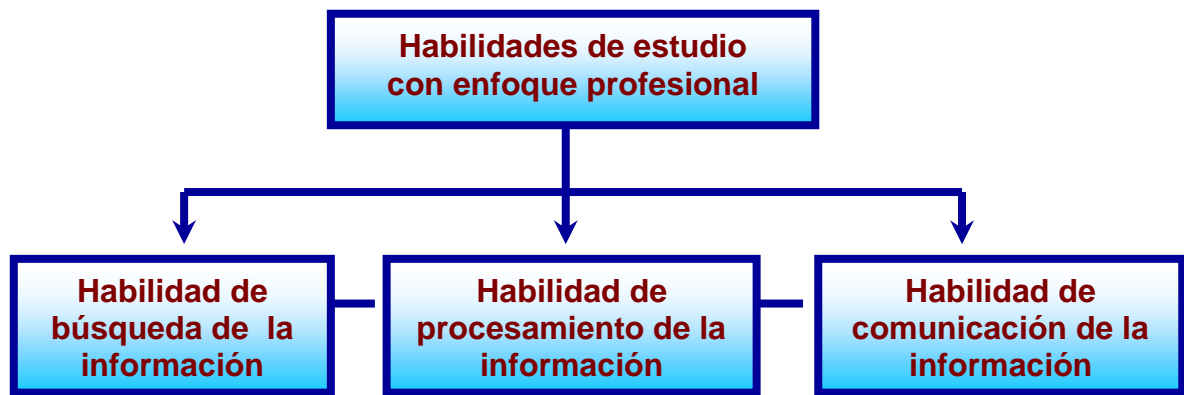 Habilidades de estudio
con enfoque profesional
Habilidad de
búsqueda de la
información
Habilidad de
procesamiento de la
información
Habilidad de
comunicación de la
información